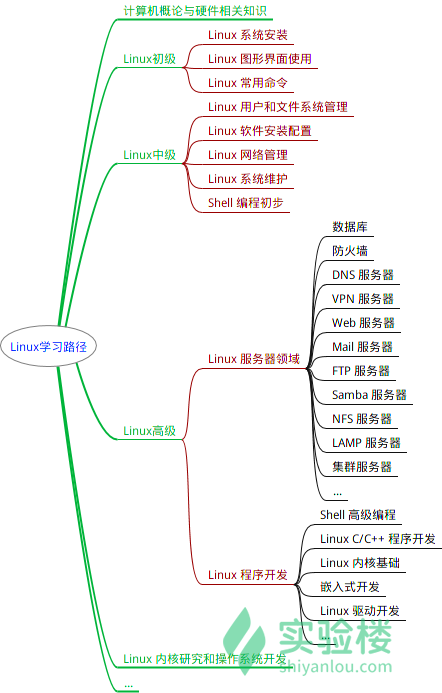 计算机概论与硬件相关知识
Linux初级
Linux 系统安装
Linux 图形界面使用
Linux 常用命令
Linux中级
Linux 用户和文件系统管理
Linux 软件安装配置
Linux 网络管理
Linux 系统维护
Shell 编程初步
Linux学习路径
Linux高级
Linux 服务器领域
数据库
防火墙
DNS 服务器
VPN 服务器
Web 服务器
Mail 服务器
FTP 服务器
Samba 服务器
NFS 服务器
LAMP 服务器
集群服务器
...
Linux 程序开发
Shell 高级编程
Linux C/C++ 程序开发
Linux 内核基础
嵌入式开发
Linux 驱动开发
...
Linux 内核研究和操作系统开发
...
实验楼
shiyanlou.com